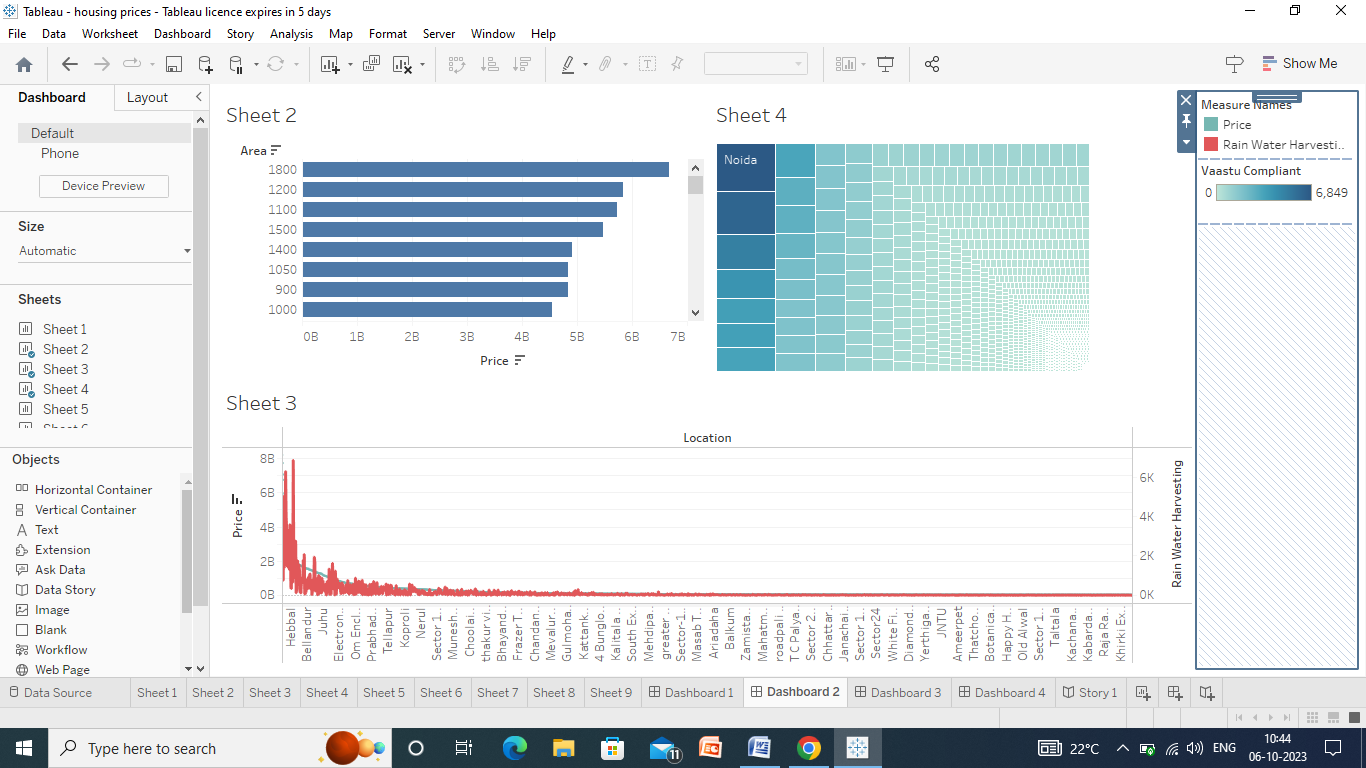 Tableau - housing prices - Tableau licence expires in 5 days
File Data Worksheet Dashboard Story Analysis Map Format Server Window Help
Show Me
Dashboard Layout
Default
Phone
Device Preview
Size
Automatic
Sheets
Sheet 1
Sheet 2
Sheet 3
Sheet 4
Sheet 5
Objects
Horizontal Container
Vertical Container
Text
Extension
Ask Data
Data Story
Image
Blank
Workflow
Web Page
Sheet 2
Area
1800
1200
1100
1500
1400
1050
900
1000
0B 1B 2B 3B 4B 5B 6B 7B
Price
Sheet 4
Noida
Measure Names
Price
Rain Water Harvesti..
Vaastu Compliant
0 6,849
Sheet 3
Location
8B
6B
4B
2B
0B
Price
6K
4K
2K
0K
Rain Water Harvesting
Hebbal
Bellandur
Juhu
Electron..
Om Encl..
Prabhad..
Tellapur
Koproli
Nerul
Sector 1..
Munesh..
Choolai..
thakur vi..
Bhayand..
Frazer T..
Chandan..
Mevalur..
Gulmoha..
Kattank..
4 Bunglo..
Kalitala ..
South Ex..
Mehdipa..
greater ..
Sector-1..
Masab T..
Ariadaha
Balkum
Zamista..
Mahatm..
roadpali ..
T C Palya..
Sector 2..
Chhattar..
Janachai..
Sector 1..
Sector24
White Fi..
Diamond..
Yerthiga..
JNTU
Ameerpet
Thatcho..
Botanica..
Happy H..
Old Alwal
Sector 1..
Taltala
Kachana..
Kabarda..
Raja Ra..
Khirki Ex..
Data Source Sheet 1 Sheet 2 Sheet 3 Sheet 4 Sheet 5 Sheet 6 Sheet 7 Sheet 8 Sheet 9 Dashboard 1 Dashboard 2 Dashboard 3 Dashboard 4 Story 1
Type here to search
11
22°C
ENG
10:44
06-10-2023